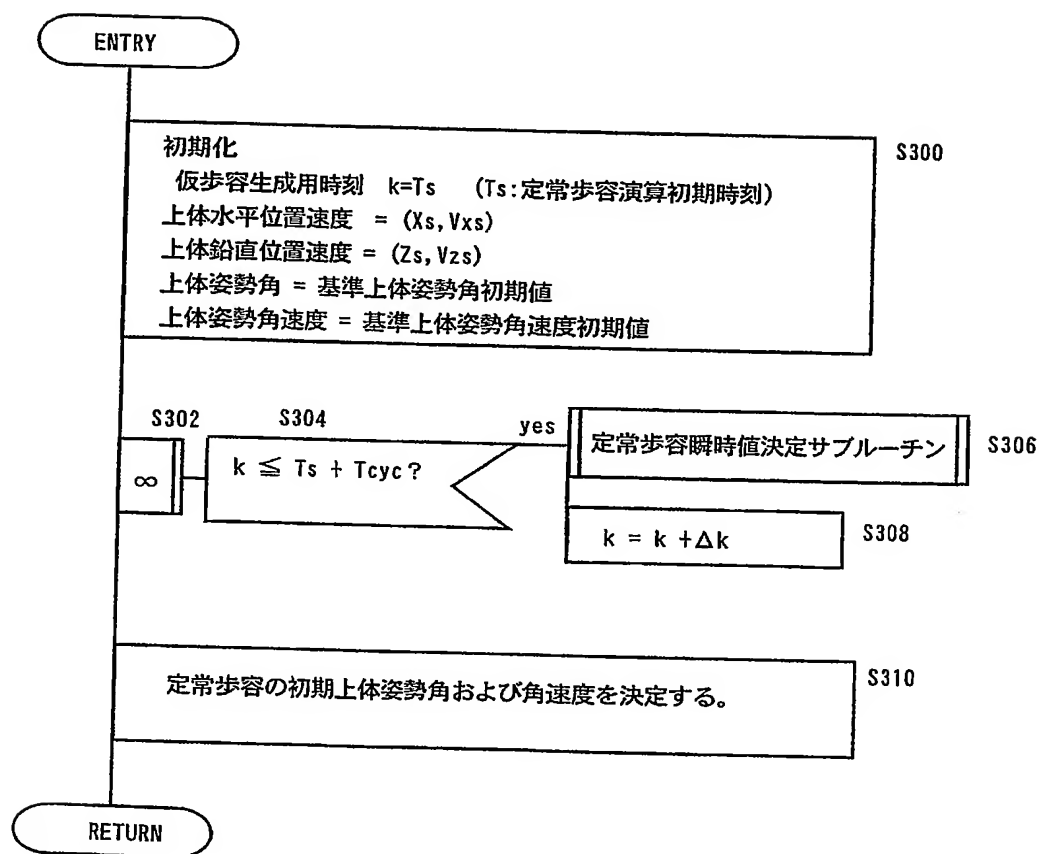 ENTRY
初期化
S300
仮歩容生成用時刻 k=Ts (Ts:定常歩容演算初期時刻)
上体水平位置速度 = (Xs,Vxs)
上体鉛直位置速度 = (Zs,Vzs)
上体姿勢角 = 基準上体姿勢角初期値
上体姿勢角速度 = 基準上体姿勢角速度初期値
S302
S304
yes
∞
k ≦ Ts + Tcyc?
定常歩容瞬時値決定サブルーチン
S306
k = k +Δk
S308
定常歩容の初期上体姿勢角および角速度を決定する。
S310
RETURN